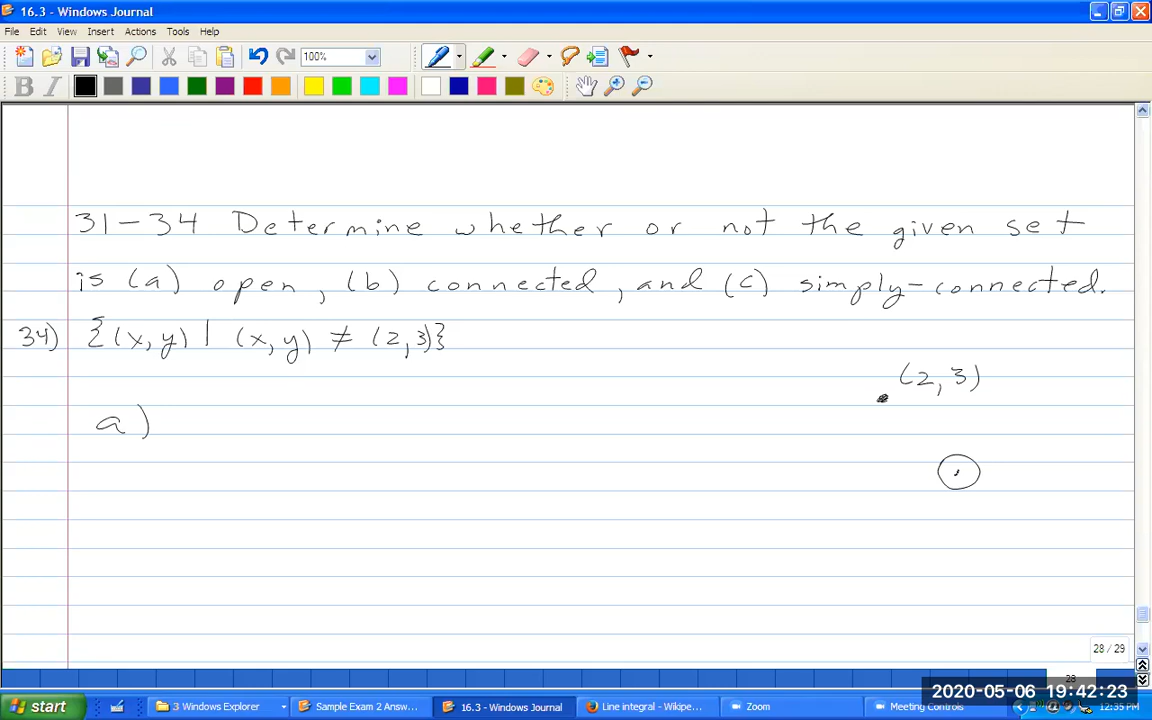 16.3 - Windows Journal
File Edit View Insert Actions Tools Help
100%
B I
31-34 Determine whether or not the given set
is (a) open, (b) connected, and (c) simply-connected.
34) {(x, y) | (x, y) ≠ (2,3)}
(2, 3)
a)
28 / 29
28
2020-05-06 19:42:23
start 3 Windows Explorer Sample Exam 2 Answ... 16.3 - Windows Journal Line integral - Wikipe... Zoom Meeting Controls 12:35 PM